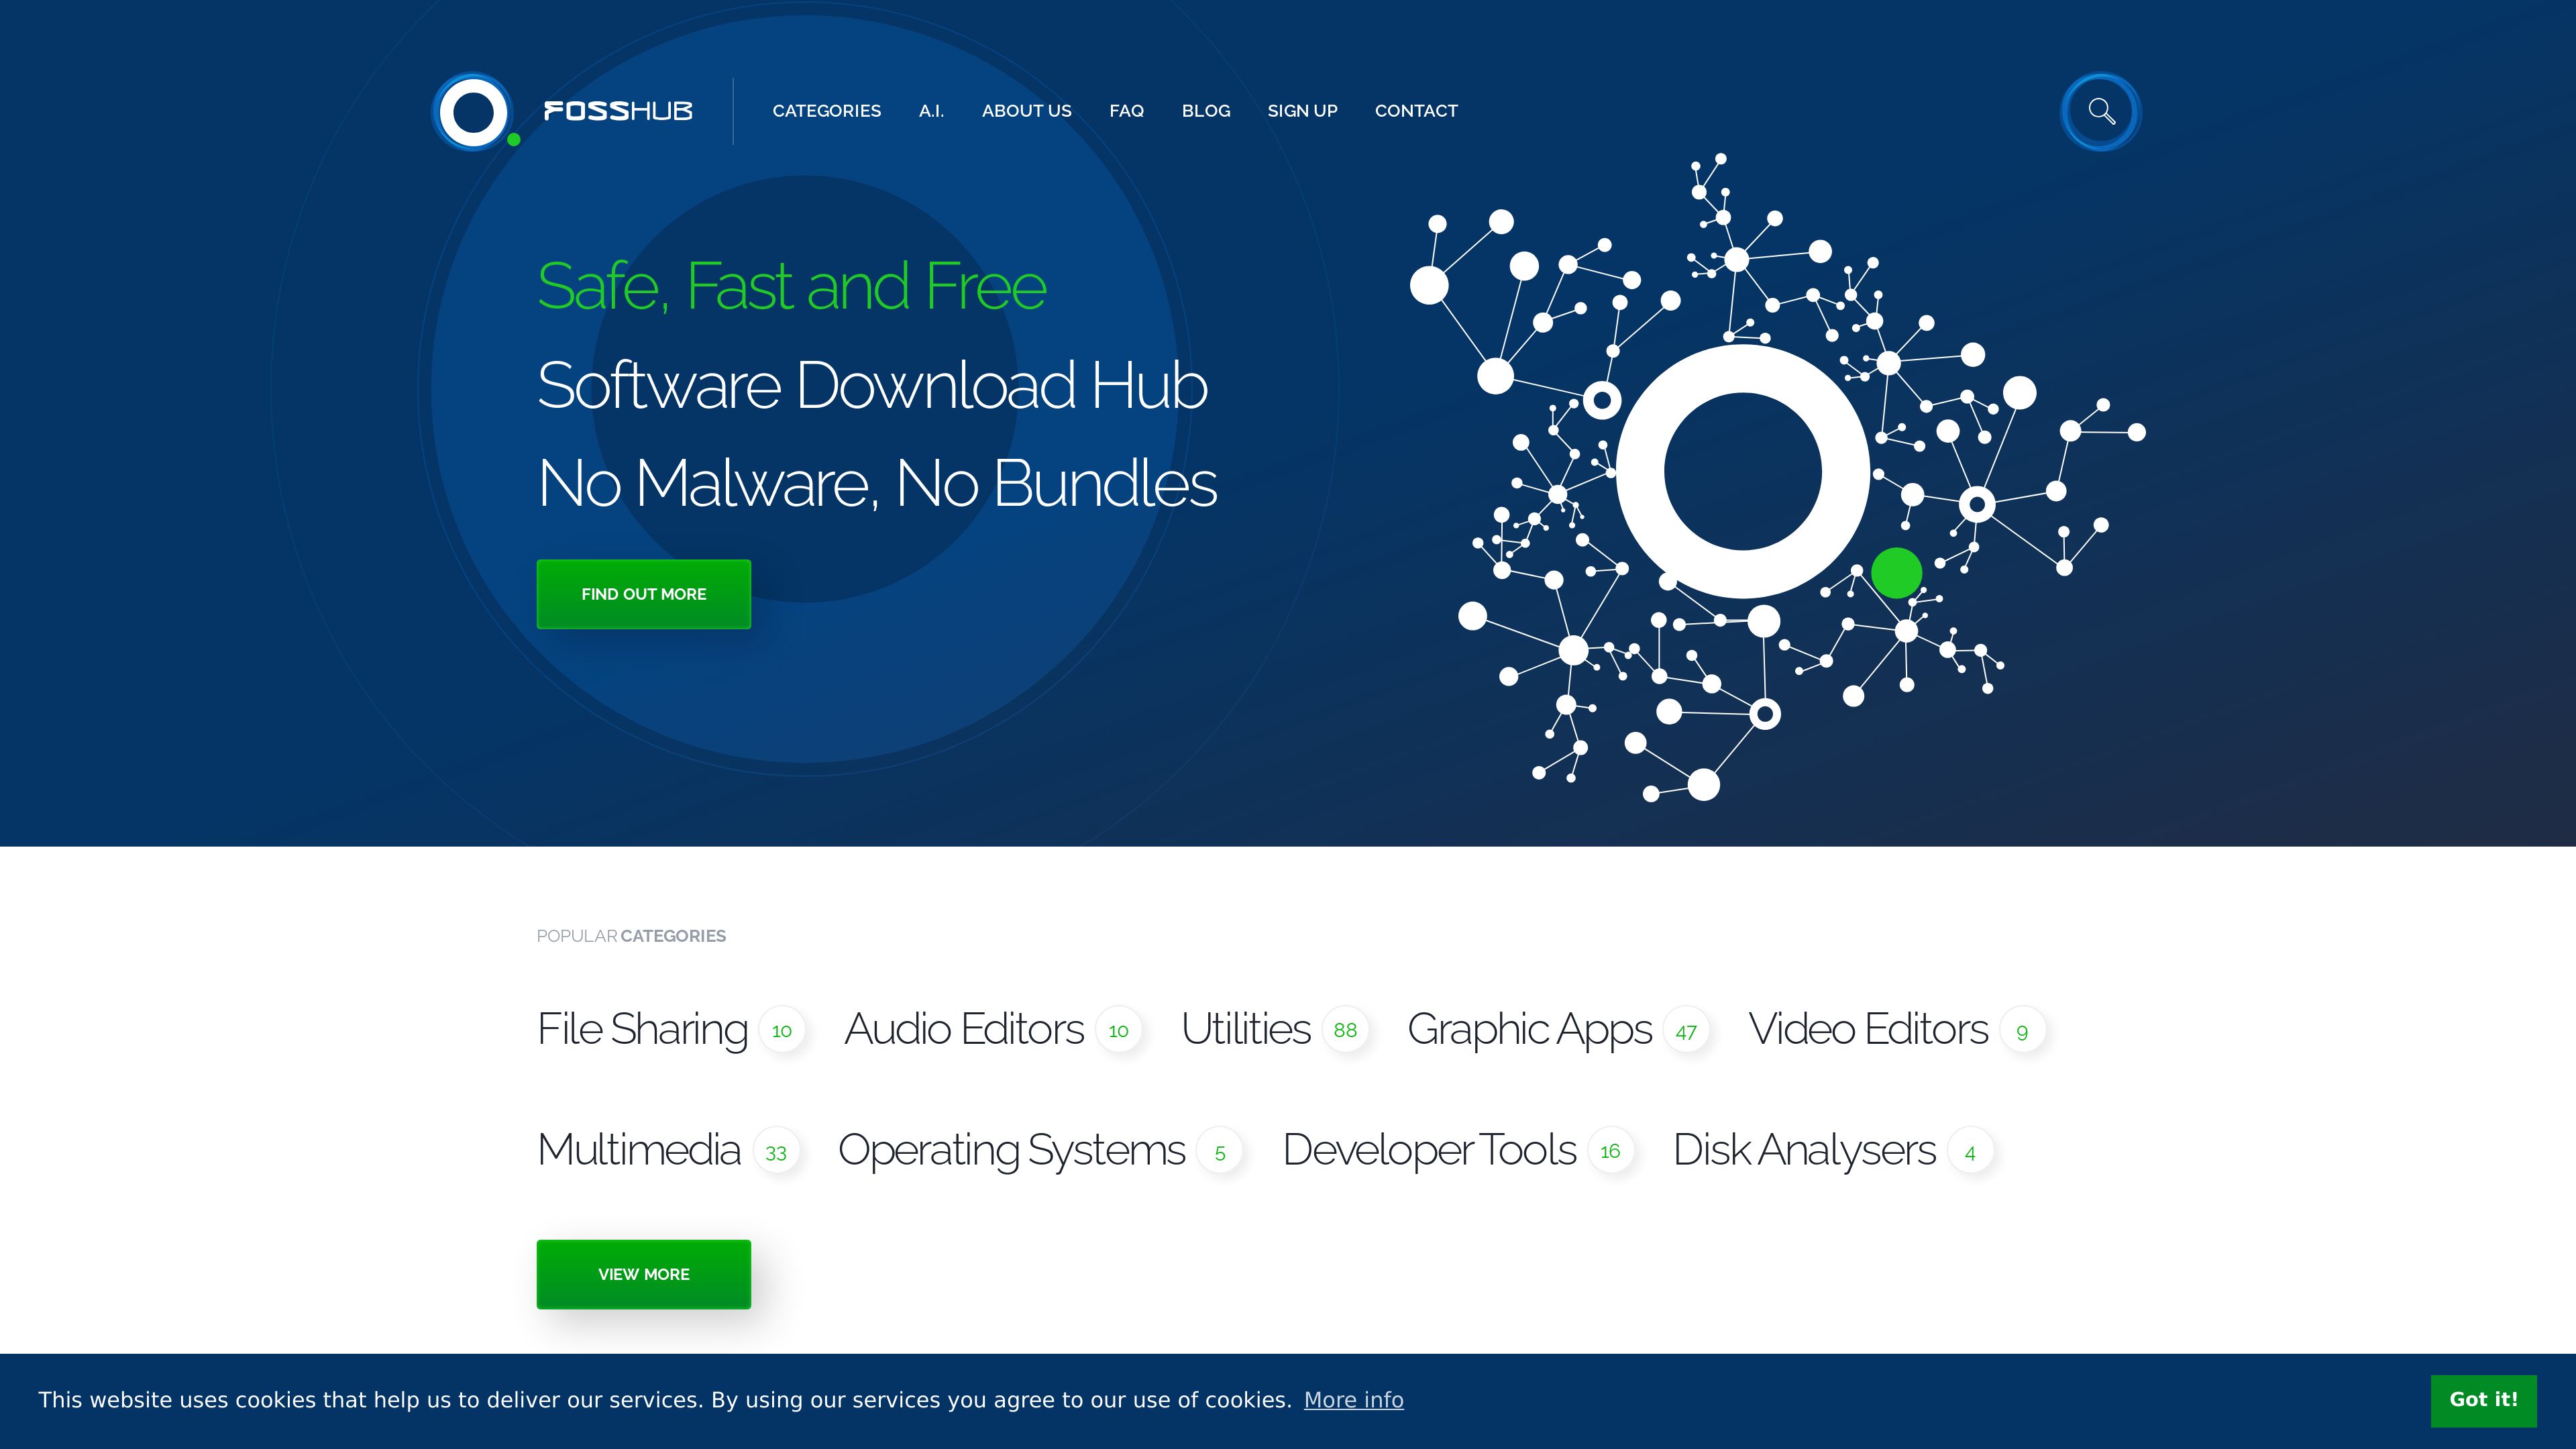 FOSSHUB
CATEGORIES A.I. ABOUT US FAQ BLOG SIGN UP CONTACT
Safe, Fast and Free
Software Download Hub
No Malware, No Bundles
FIND OUT MORE
POPULAR CATEGORIES
File Sharing 10 Audio Editors 10 Utilities 88 Graphic Apps 47 Video Editors 9
Multimedia 33 Operating Systems 5 Developer Tools 16 Disk Analysers 4
VIEW MORE
This website uses cookies that help us to deliver our services. By using our services you agree to our use of cookies. More info
Got it!